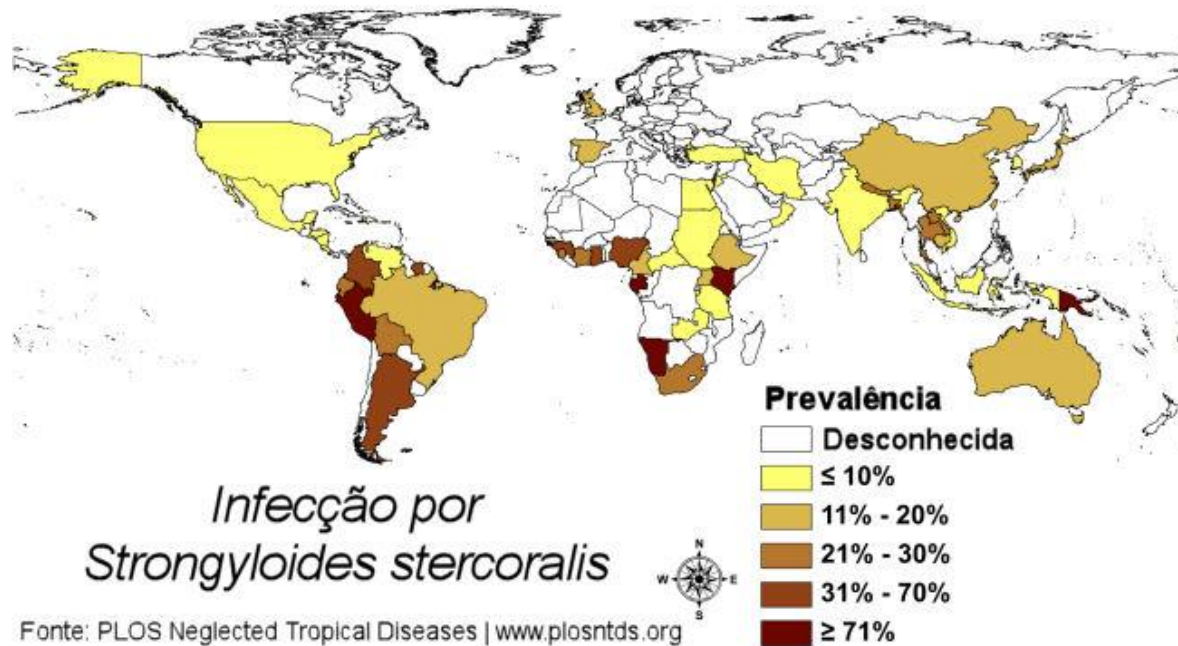 Infecção por
Strongyloides stercoralis
Fonte: PLOS Neglected Tropical Diseases | www.plosntds.org
N
W E
S
Prevalência
Desconhecida
≤ 10%
11% - 20%
21% - 30%
31% - 70%
≥ 71%